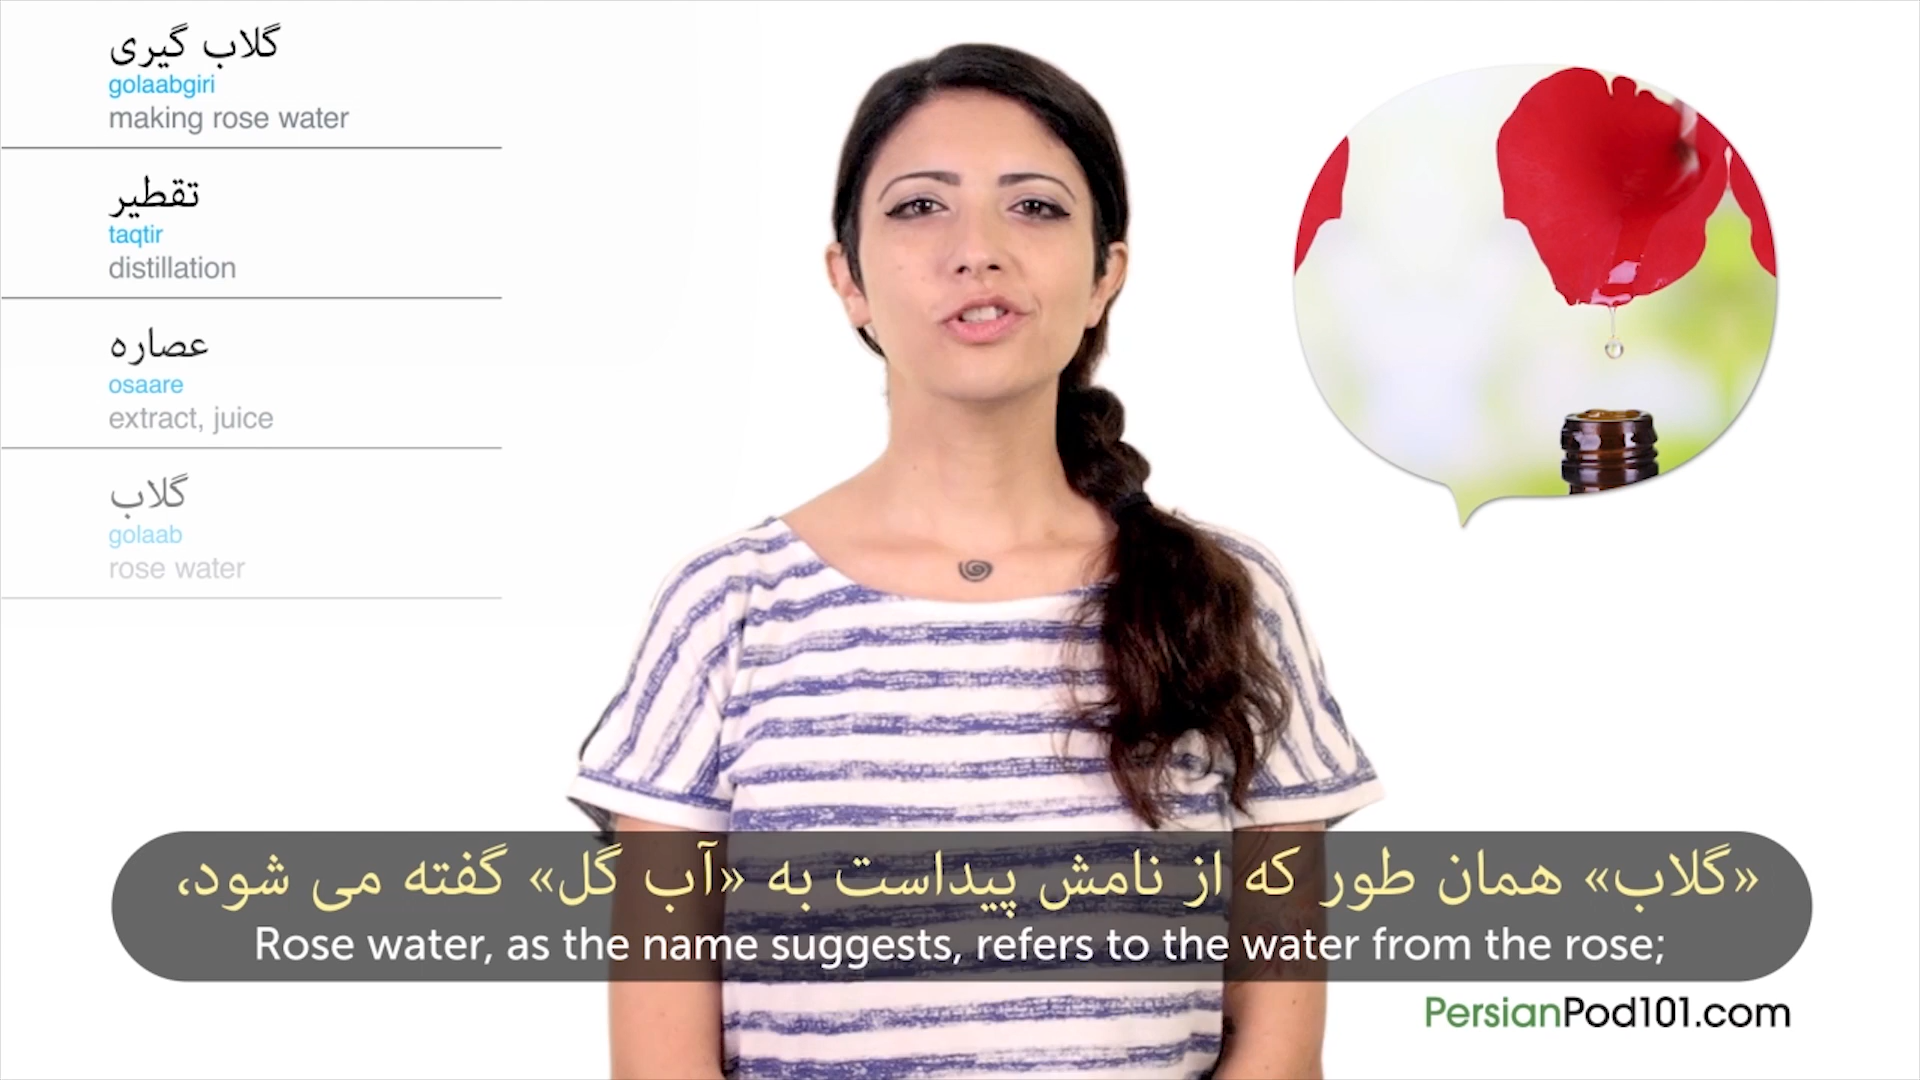 گلاب گیری
golaabgiri
making rose water
تقطیر
taqtir
distillation
عصاره
osaare
extract, juice
گلاب
golaab
rose water
«گلاب» همان طور که از نامش پیداست به «آب گل» گفته می شود،
Rose water, as the name suggests, refers to the water from the rose;
PersianPod101.com